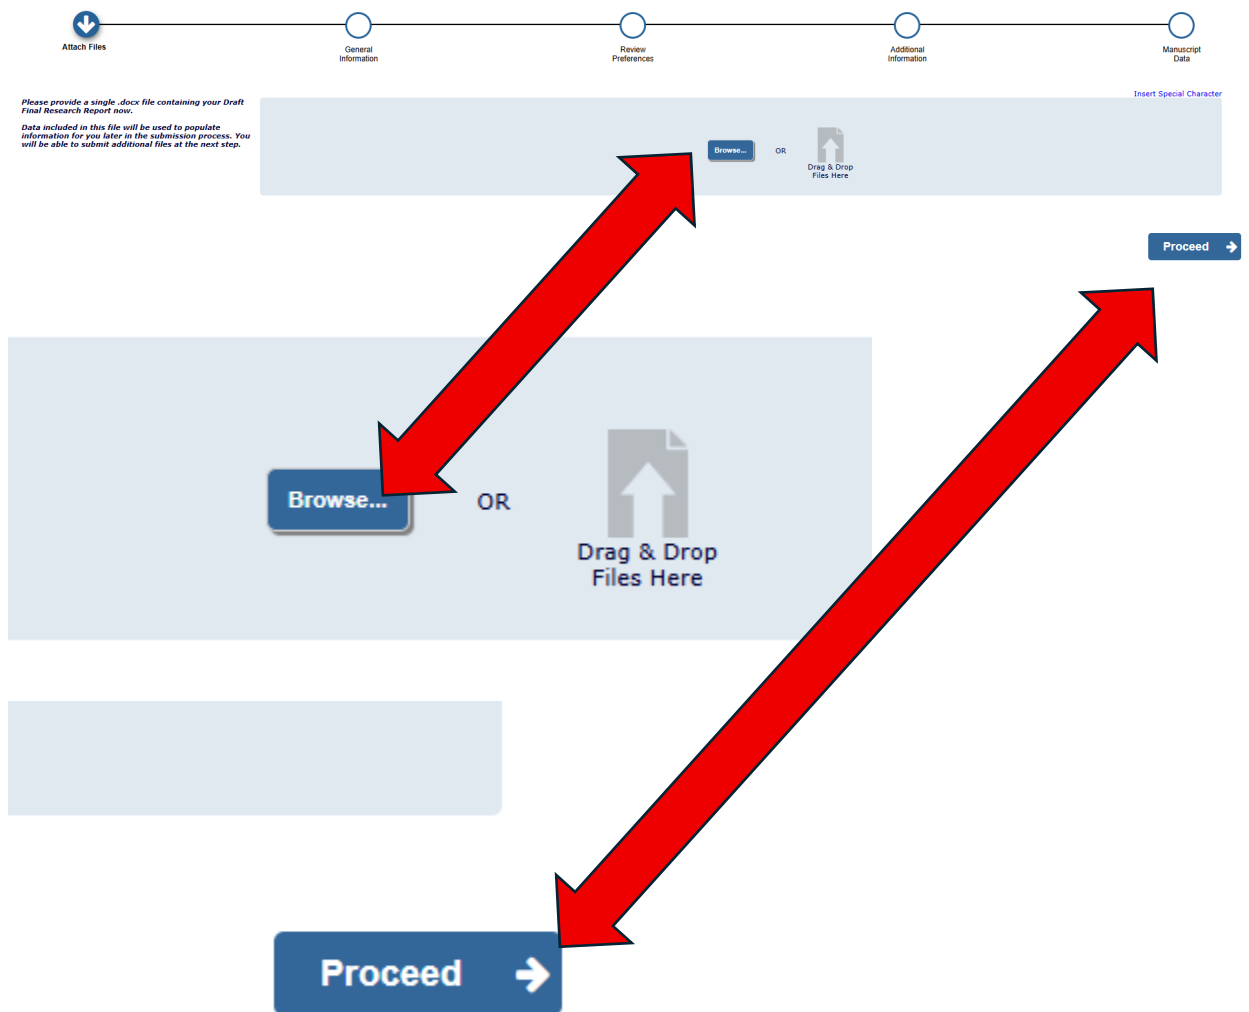 Attach Files
General
Information
Review
Preferences
Additional
Information
Manuscript
Data
Insert Special Character
Please provide a single .docx file containing your Draft
Final Research Report now.
Data included in this file will be used to populate
information for you later in the submission process. You
will be able to submit additional files at the next step.
Browse... OR
Drag & Drop
Files Here
Proceed
Browse... OR
Drag & Drop
Files Here
Proceed